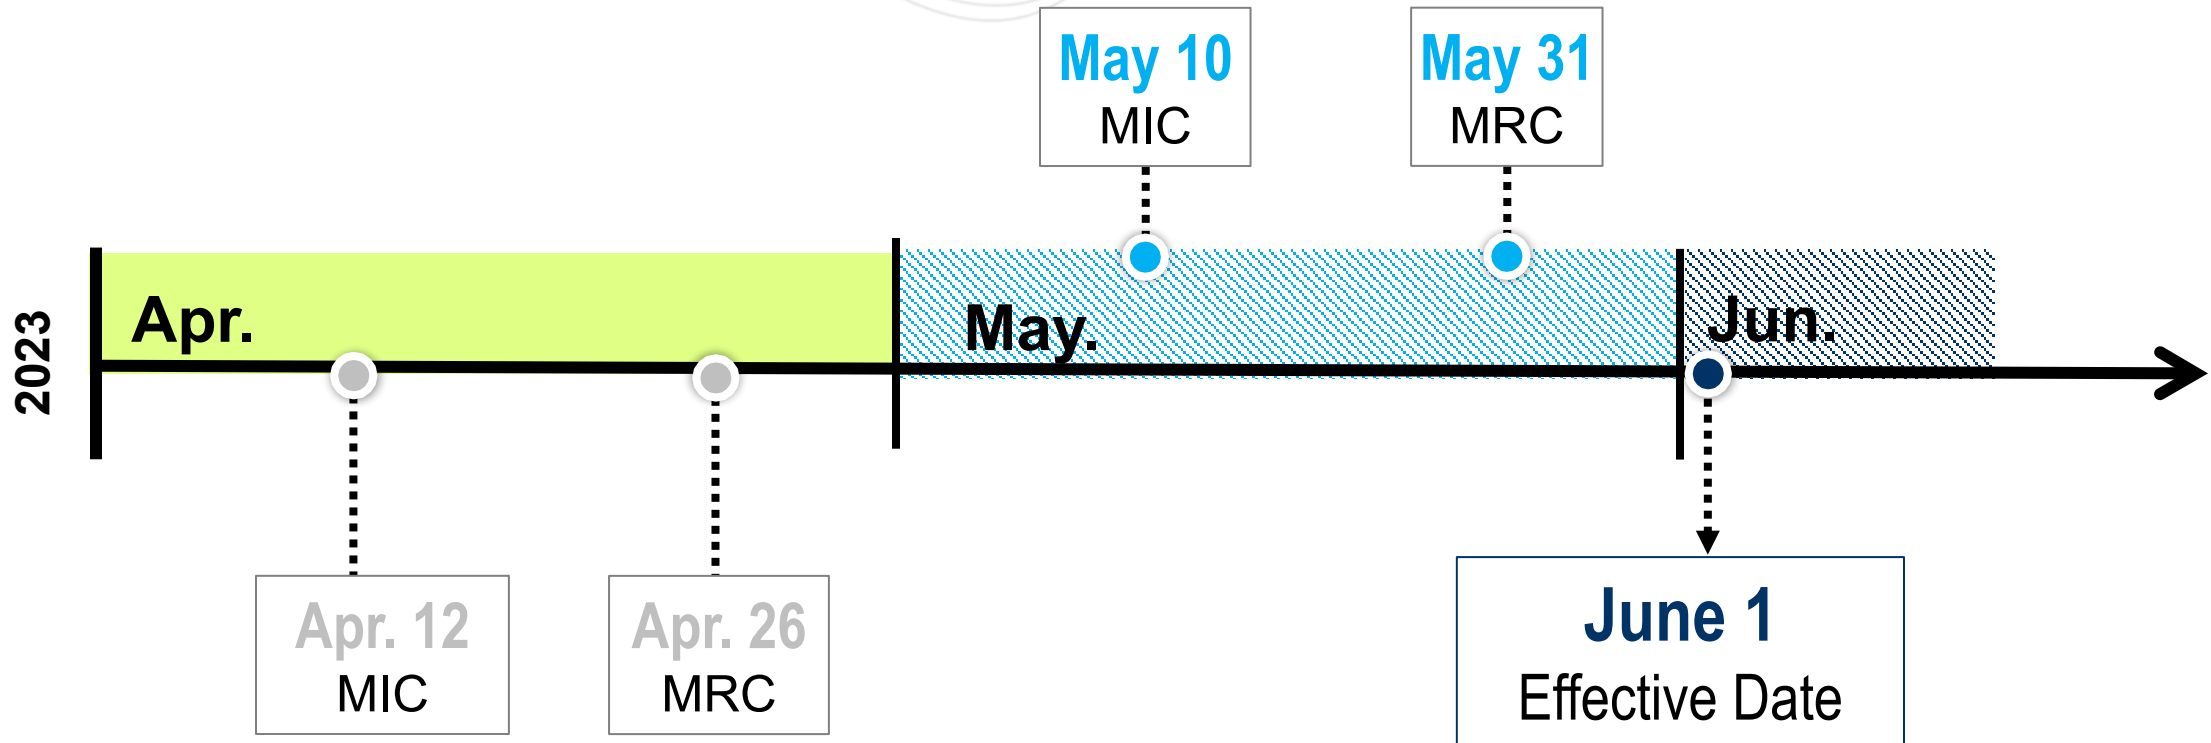 May 10
MIC
May 31
MRC
2023
Apr.
May.
Jun.
Apr. 12
MIC
Apr. 26
MRC
June 1
Effective Date